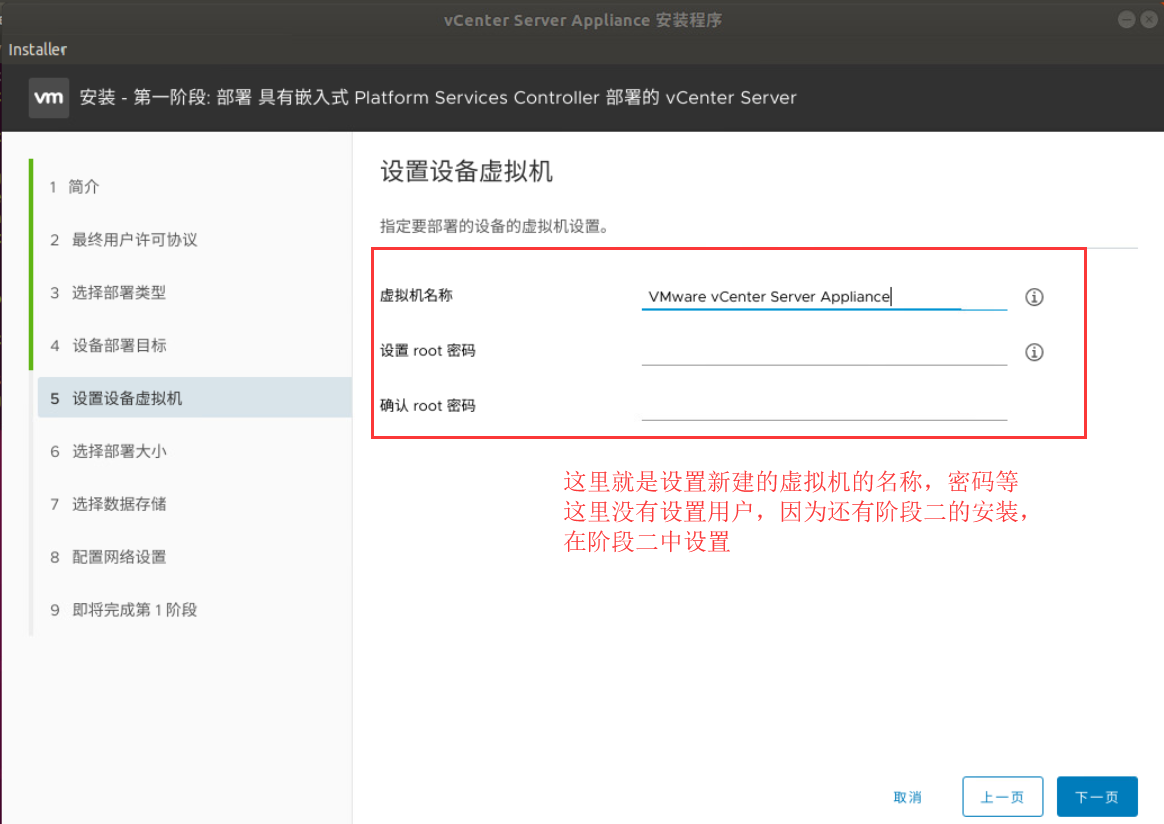 vCenter Server Appliance 安装程序
Installer
vm 安装 - 第一阶段: 部署 具有嵌入式 Platform Services Controller 部署的 vCenter Server
1 简介
2 最终用户许可协议
3 选择部署类型
4 设备部署目标
5 设置设备虚拟机
6 选择部署大小
7 选择数据存储
8 配置网络设置
9 即将完成第 1 阶段
设置设备虚拟机
指定要部署的设备的虚拟机设置。
虚拟机名称 VMware vCenter Server Appliance
设置 root 密码
确认 root 密码
这里就是设置新建的虚拟机的名称，密码等
这里没有设置用户，因为还有阶段二的安装，
在阶段二中设置
取消 上一页 下一页